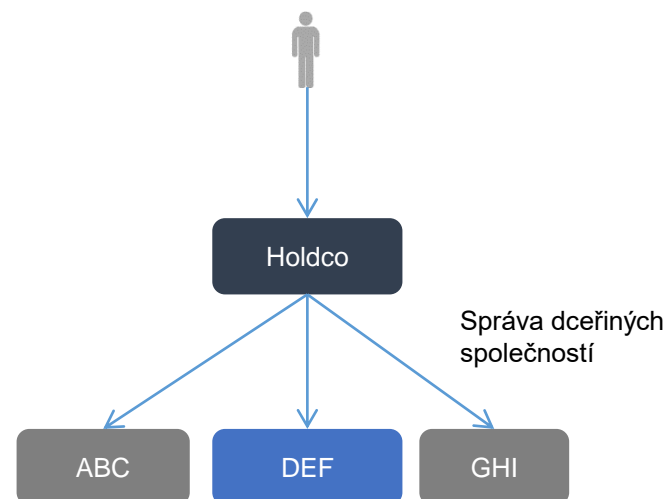 Holdco
Správa dceřiných
společností
ABC
DEF
GHI